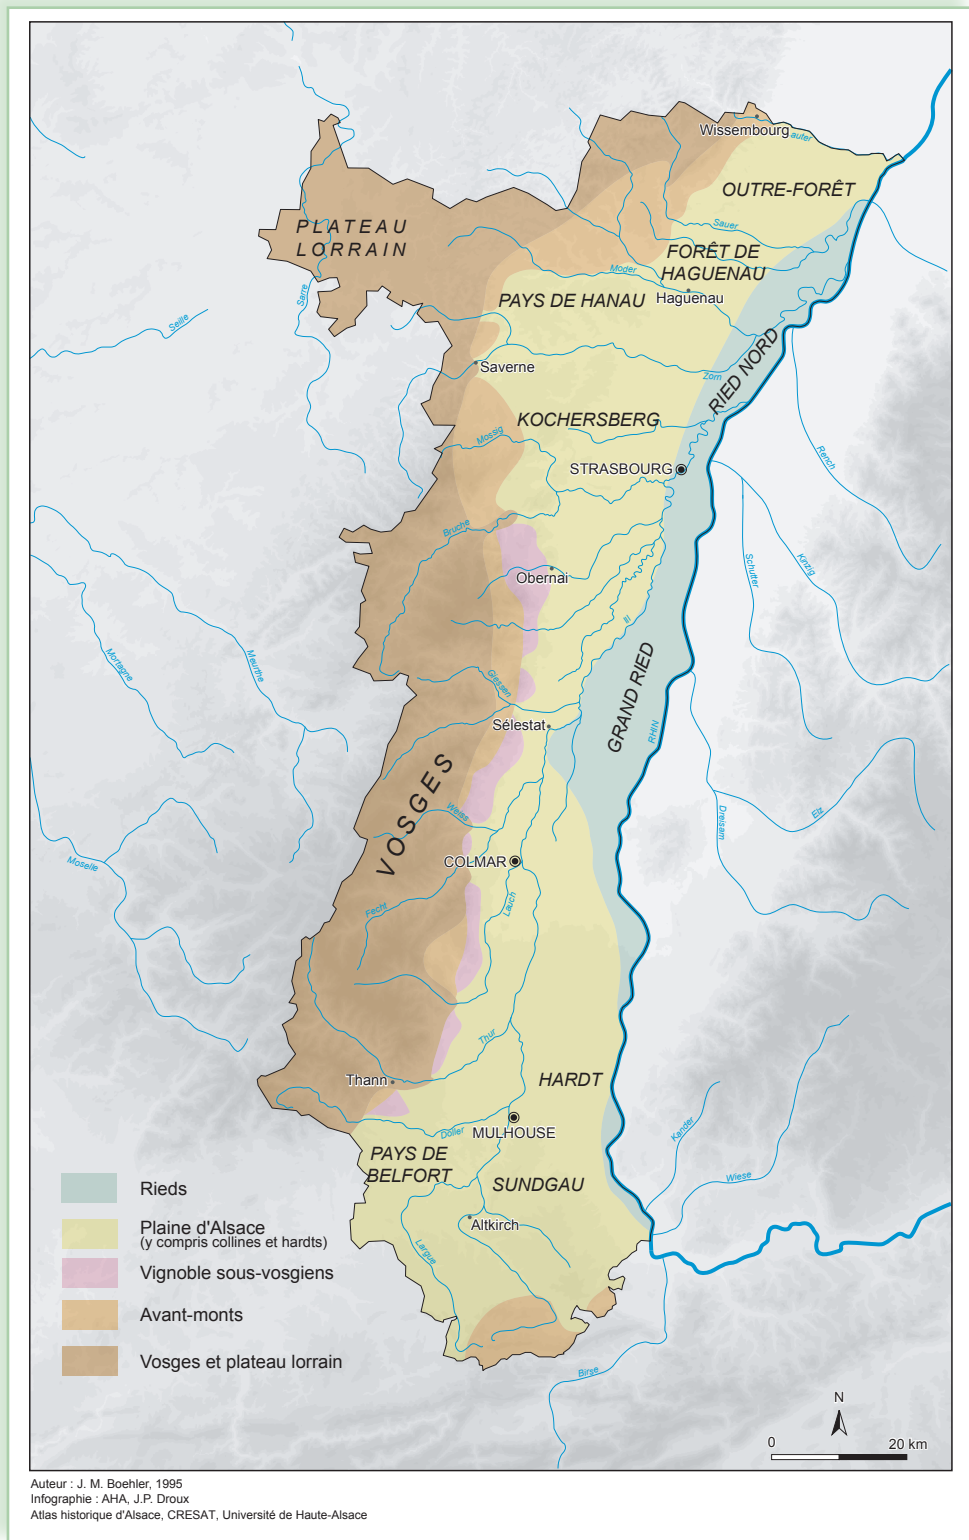 Wissembourg
Lauter
OUTRE-FORÊT
PLATEAU
LORRAIN
Sauer
FORÊT DE
HAGUENAU
Moder
Haguenau
PAYS DE HANAU
Sarre
Seille
Saverne
Zorn
RIED NORD
KOCHERSBERG
Mossig
STRASBOURG
Rench
Bruche
Obernai
Schutter
Kinzig
Ill
Mortagne
Meurthe
Giessen
GRAND RIED
Sélestat
RHIN
VOSGES
Weiss
Dreisam
Elz
COLMAR
Moselle
Lauch
Fecht
Thur
Thann
HARDT
MULHOUSE
Doller
Kander
PAYS DE
BELFORT
SUNDGAU
Wiese
Altkirch
Largue
Birse
Rieds
Plaine d'Alsace
(y compris collines et hardts)
Vignoble sous-vosgiens
Avant-monts
Vosges et plateau lorrain
N
0 20 km
Auteur : J. M. Boehler, 1995
Infographie : AHA, J.P. Droux
Atlas historique d'Alsace, CRESAT, Université de Haute-Alsace